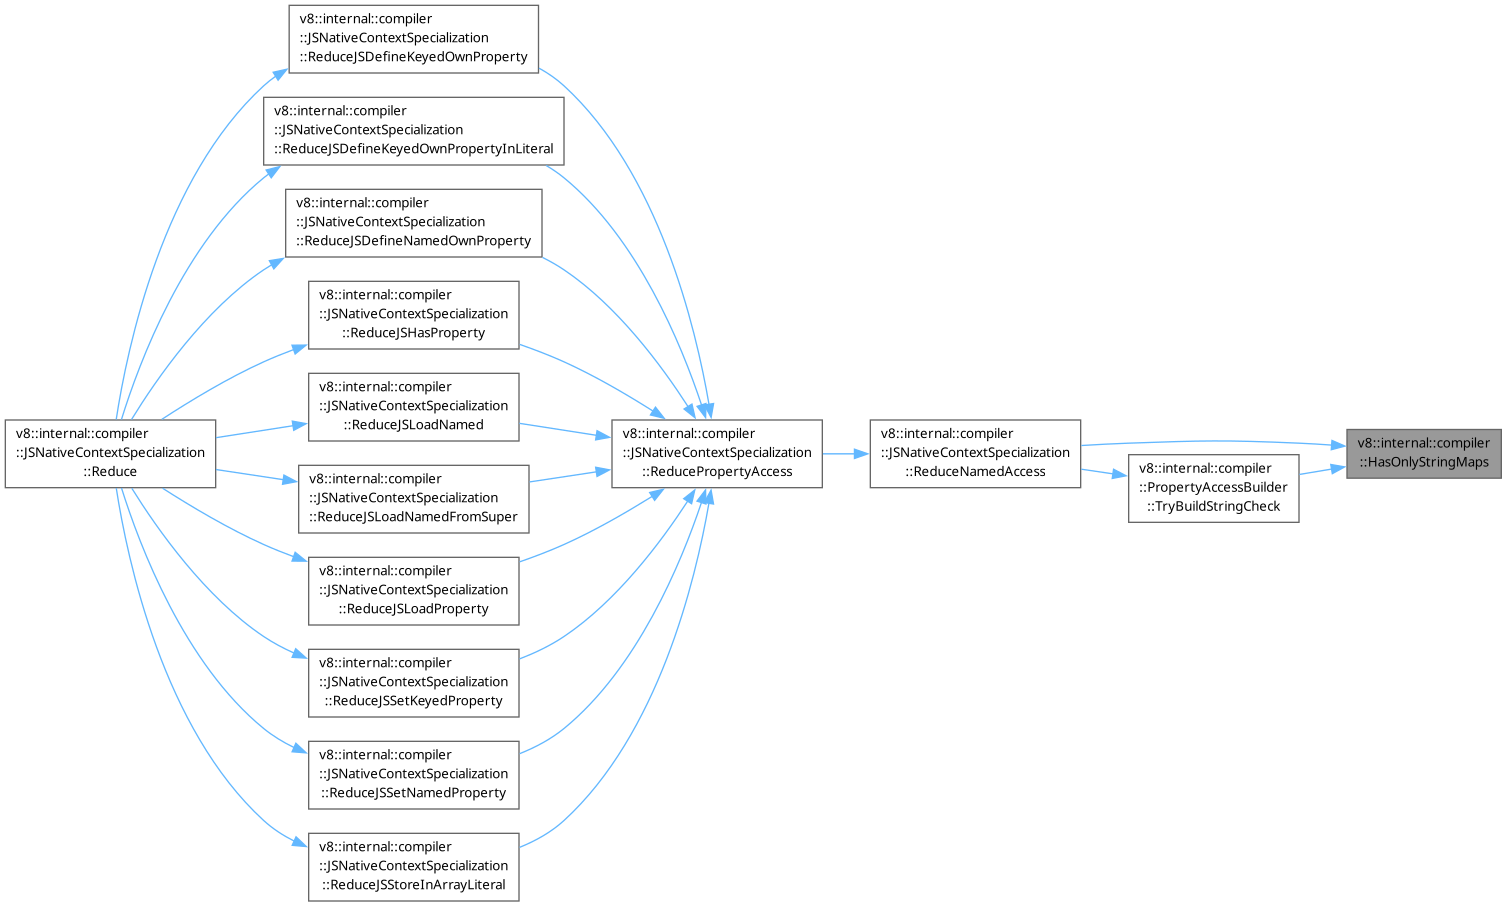 v8::internal::compiler
::JSNativeContextSpecialization
::ReduceJSDefineKeyedOwnProperty
v8::internal::compiler
::JSNativeContextSpecialization
::ReduceJSDefineKeyedOwnPropertyInLiteral
v8::internal::compiler
::JSNativeContextSpecialization
::ReduceJSDefineNamedOwnProperty
v8::internal::compiler
::JSNativeContextSpecialization
::ReduceJSHasProperty
v8::internal::compiler
::JSNativeContextSpecialization
::ReduceJSLoadNamed
v8::internal::compiler
::JSNativeContextSpecialization
::Reduce
v8::internal::compiler
::JSNativeContextSpecialization
::ReducePropertyAccess
v8::internal::compiler
::JSNativeContextSpecialization
::ReduceNamedAccess
v8::internal::compiler
::HasOnlyStringMaps
v8::internal::compiler
::PropertyAccessBuilder
::TryBuildStringCheck
v8::internal::compiler
::JSNativeContextSpecialization
::ReduceJSLoadNamedFromSuper
v8::internal::compiler
::JSNativeContextSpecialization
::ReduceJSLoadProperty
v8::internal::compiler
::JSNativeContextSpecialization
::ReduceJSSetKeyedProperty
v8::internal::compiler
::JSNativeContextSpecialization
::ReduceJSSetNamedProperty
v8::internal::compiler
::JSNativeContextSpecialization
::ReduceJSStoreInArrayLiteral